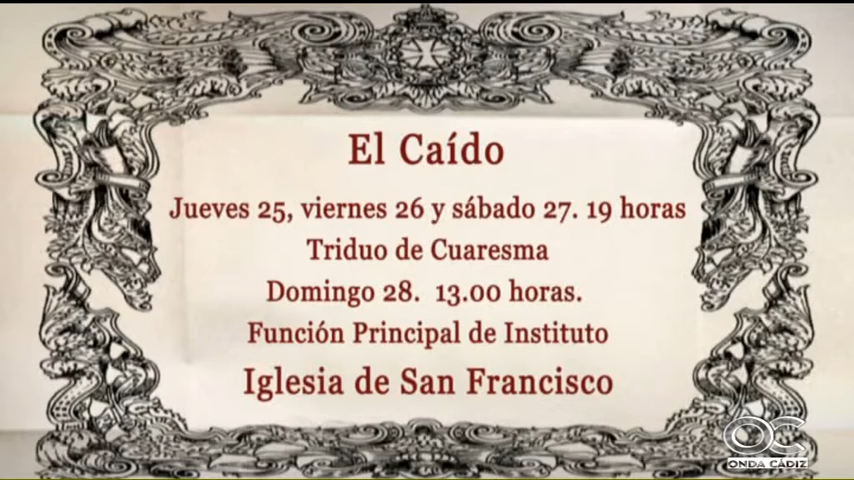 El Caído
Jueves 25, viernes 26 y sábado 27. 19 horas
Triduo de Cuaresma
Domingo 28.  13.00 horas.
Función Principal de Instituto
Iglesia de San Francisco
OC
ONDA CÁDIZ